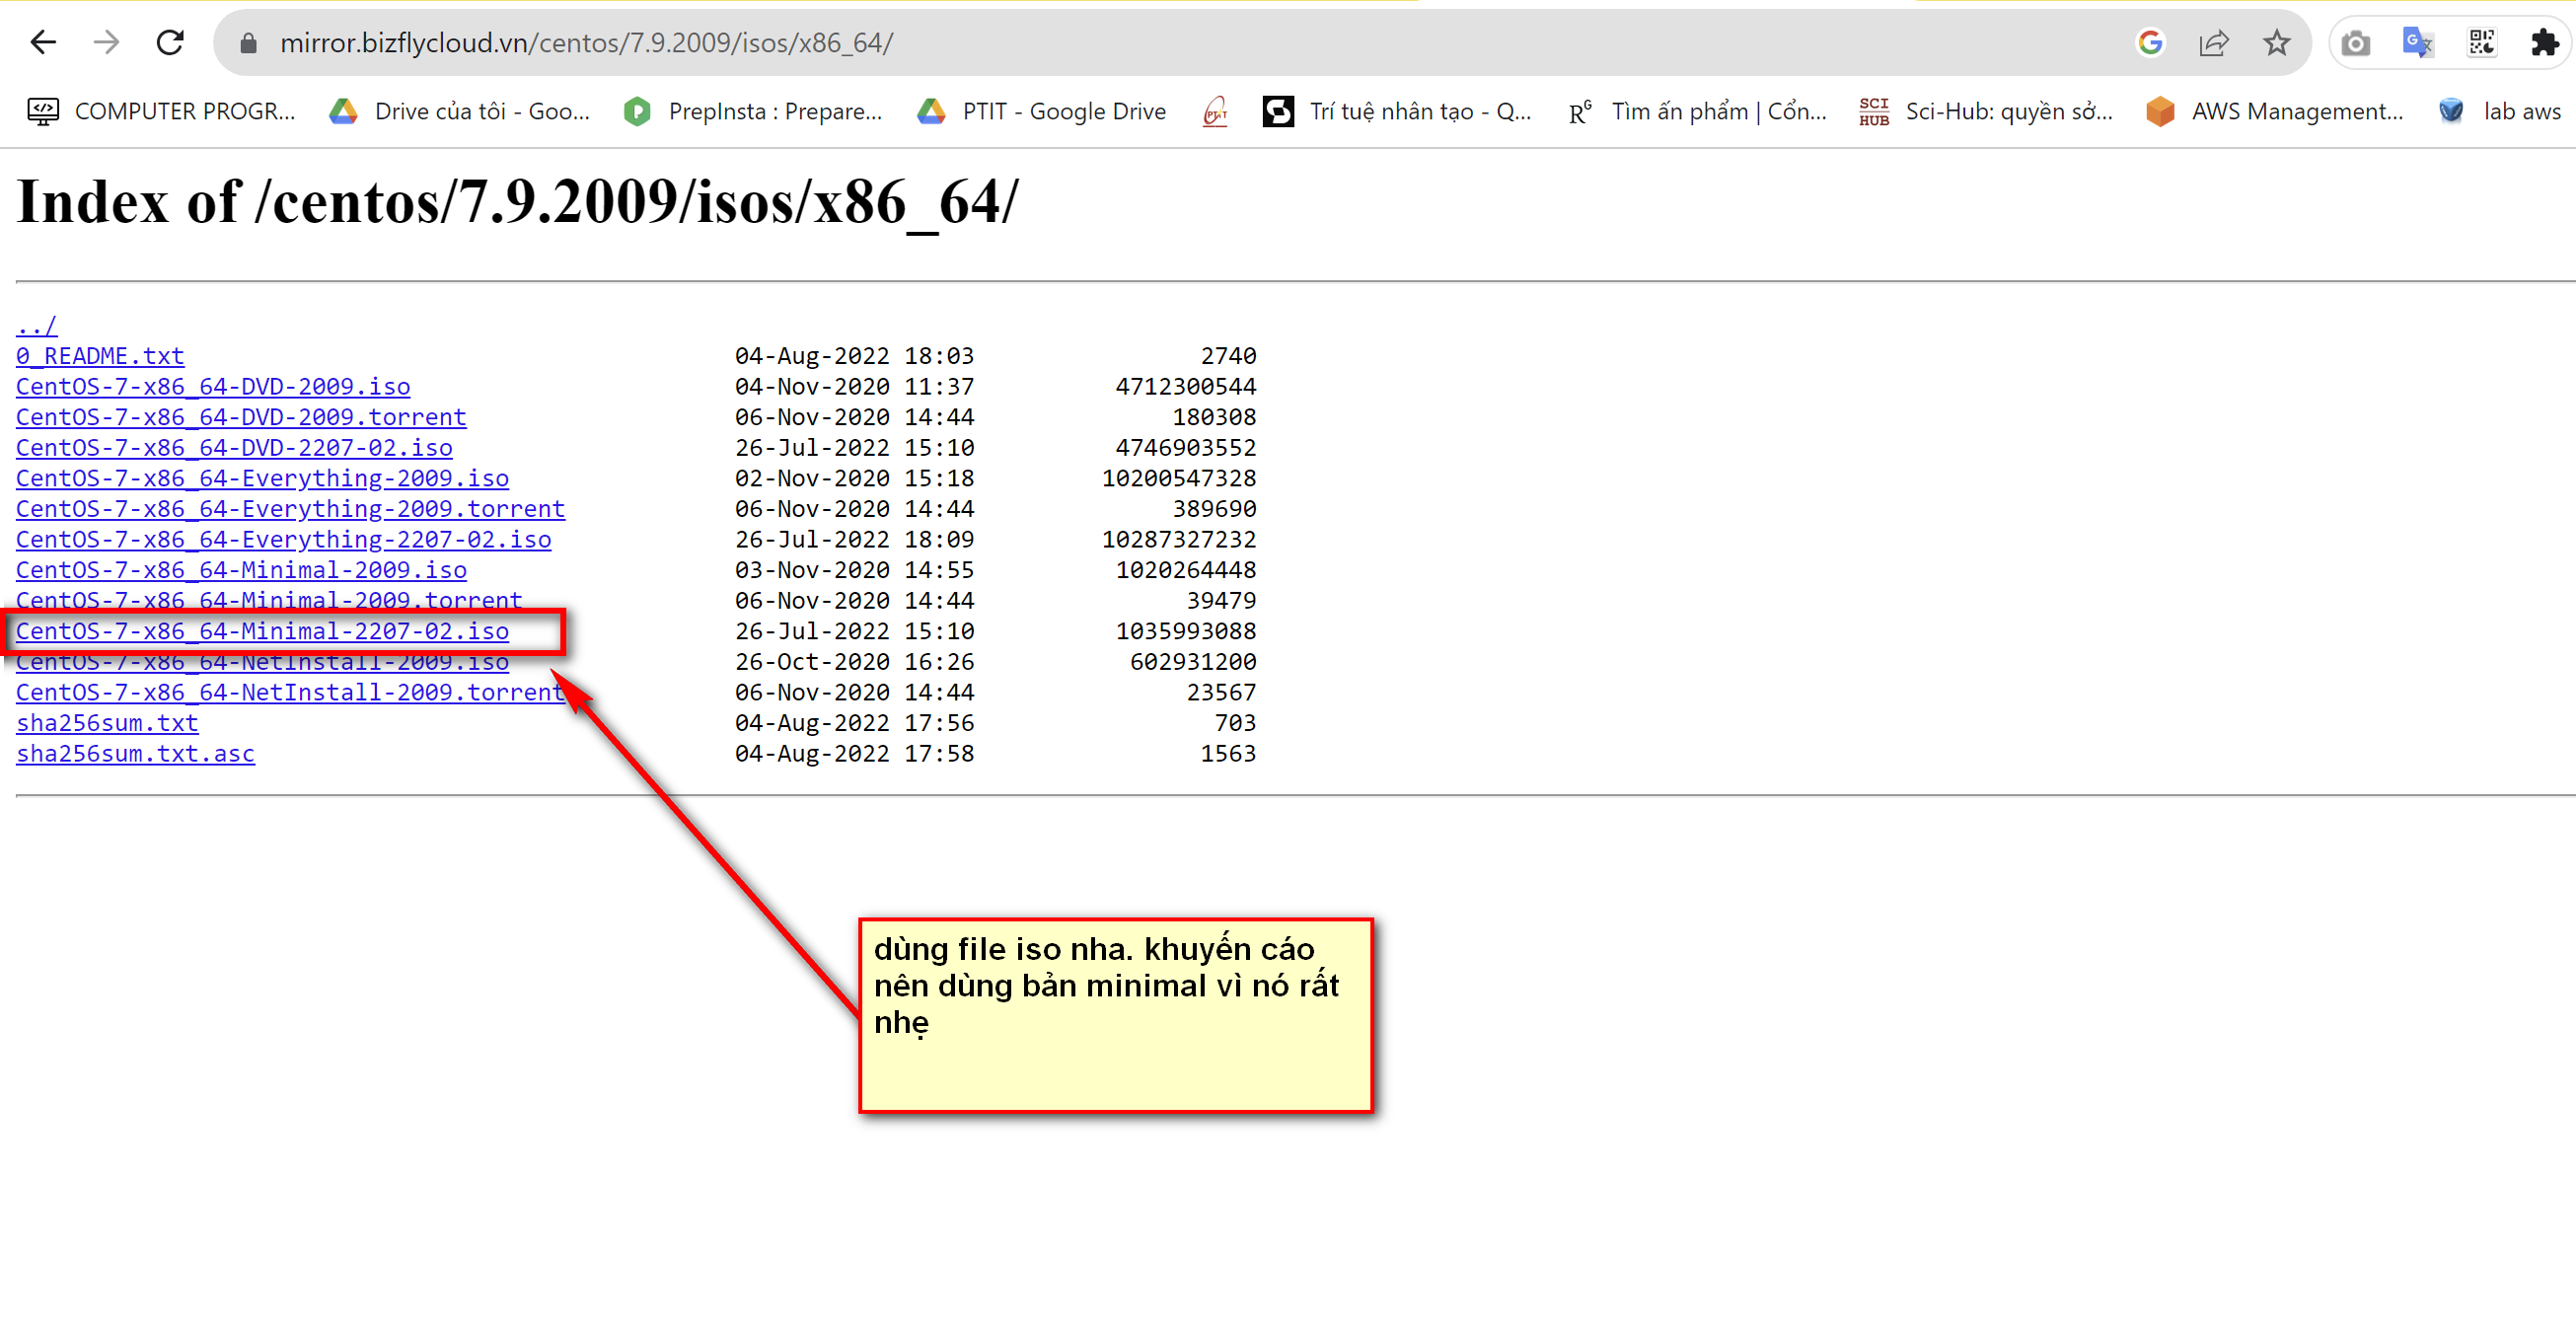 mirror.bizflycloud.vn/centos/7.9.2009/isos/x86_64/
COMPUTER PROGR... Drive của tôi - Goo... PrepInsta : Prepare... PTIT - Google Drive PTIT Trí tuệ nhân tạo - Q... RG Tìm ấn phẩm | Cổn... SCI HUB Sci-Hub: quyền sở... AWS Management... lab aws
Index of /centos/7.9.2009/isos/x86_64/
../
0_README.txt 04-Aug-2022 18:03 2740
CentOS-7-x86_64-DVD-2009.iso 04-Nov-2020 11:37 4712300544
CentOS-7-x86_64-DVD-2009.torrent 06-Nov-2020 14:44 180308
CentOS-7-x86_64-DVD-2207-02.iso 26-Jul-2022 15:10 4746903552
CentOS-7-x86_64-Everything-2009.iso 02-Nov-2020 15:18 10200547328
CentOS-7-x86_64-Everything-2009.torrent 06-Nov-2020 14:44 389690
CentOS-7-x86_64-Everything-2207-02.iso 26-Jul-2022 18:09 10287327232
CentOS-7-x86_64-Minimal-2009.iso 03-Nov-2020 14:55 1020264448
CentOS-7-x86_64-Minimal-2009.torrent 06-Nov-2020 14:44 39479
CentOS-7-x86_64-Minimal-2207-02.iso 26-Jul-2022 15:10 1035993088
CentOS-7-x86_64-NetInstall-2009.iso 26-Oct-2020 16:26 602931200
CentOS-7-x86_64-NetInstall-2009.torrent 06-Nov-2020 14:44 23567
sha256sum.txt 04-Aug-2022 17:56 703
sha256sum.txt.asc 04-Aug-2022 17:58 1563
dùng file iso nha. khuyến cáo
nên dùng bản minimal vì nó rất
nhẹ